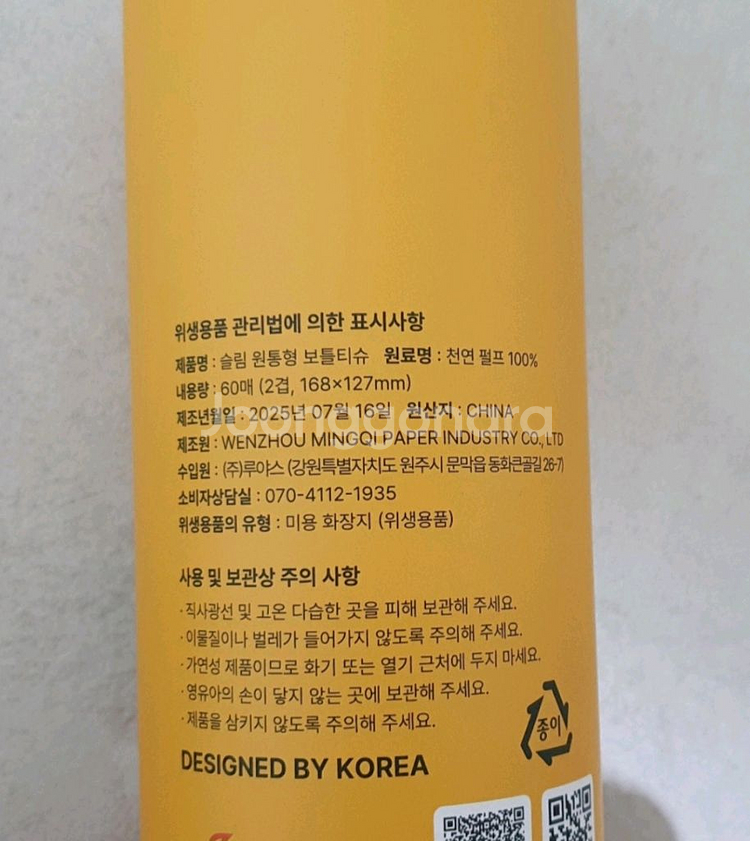 위생용품 관리법에 의한 표시사항
제품명 : 슬림 원통형 보틀티슈 원료명 : 천연 펄프 100%
내용량 : 60매 (2겹, 168×127mm)
제조년월일 : 2025년 07월 16일 원산지 : CHINA
Joonggonara
제조원 : WENZHOU MINGQI PAPER INDUSTRY CO., LTD
수입원 : (주)루야스 (강원특별자치도 원주시 문막읍 동화큰골길 26-7)
소비자상담실 : 070-4112-1935
위생용품의 유형 : 미용 화장지 (위생용품)
사용 및 보관상 주의 사항
· 직사광선 및 고온 다습한 곳을 피해 보관해 주세요.
· 이물질이나 벌레가 들어가지 않도록 주의해 주세요.
· 가연성 제품이므로 화기 또는 열기 근처에 두지 마세요.
· 영유아의 손이 닿지 않는 곳에 보관해 주세요.
· 제품을 삼키지 않도록 주의해 주세요.
종이
DESIGNED BY KOREA